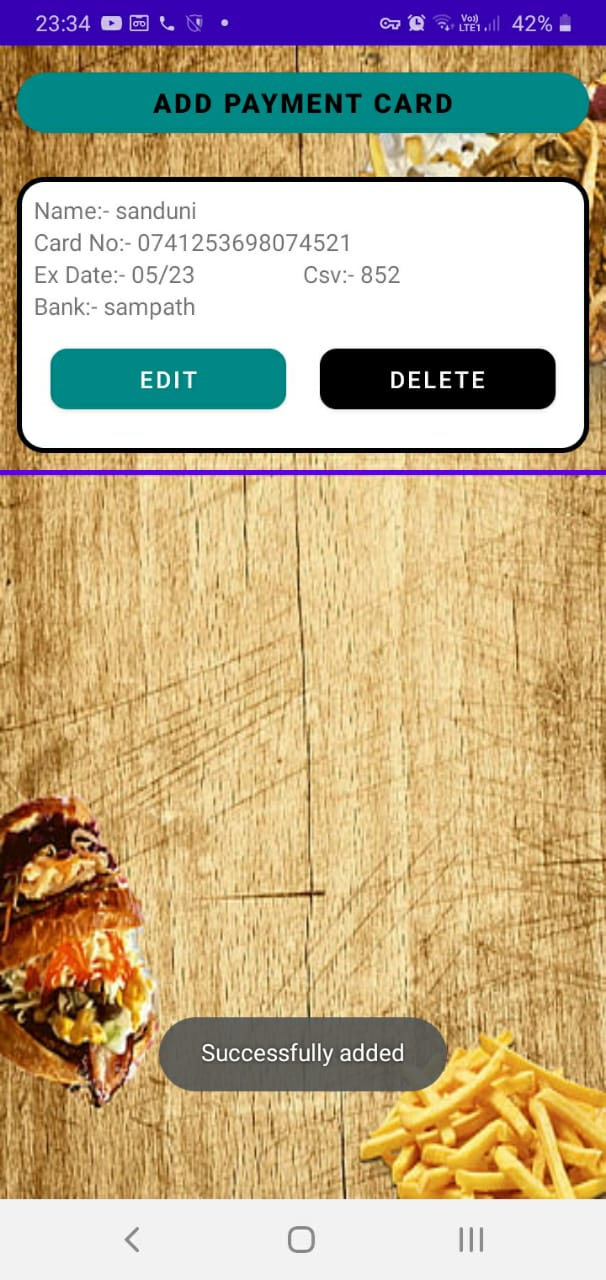 23:34
42%
ADD PAYMENT CARD
Name:- sanduni
Card No:- 0741253698074521
Ex Date:- 05/23 Csv:- 852
Bank:- sampath
EDIT DELETE
Successfully added